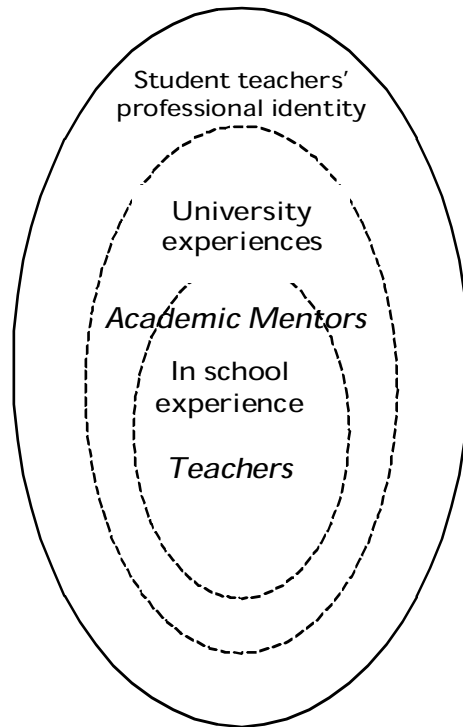 Student teachers'
professional identity
University
experiences
Academic Mentors
In school
experience
Teachers